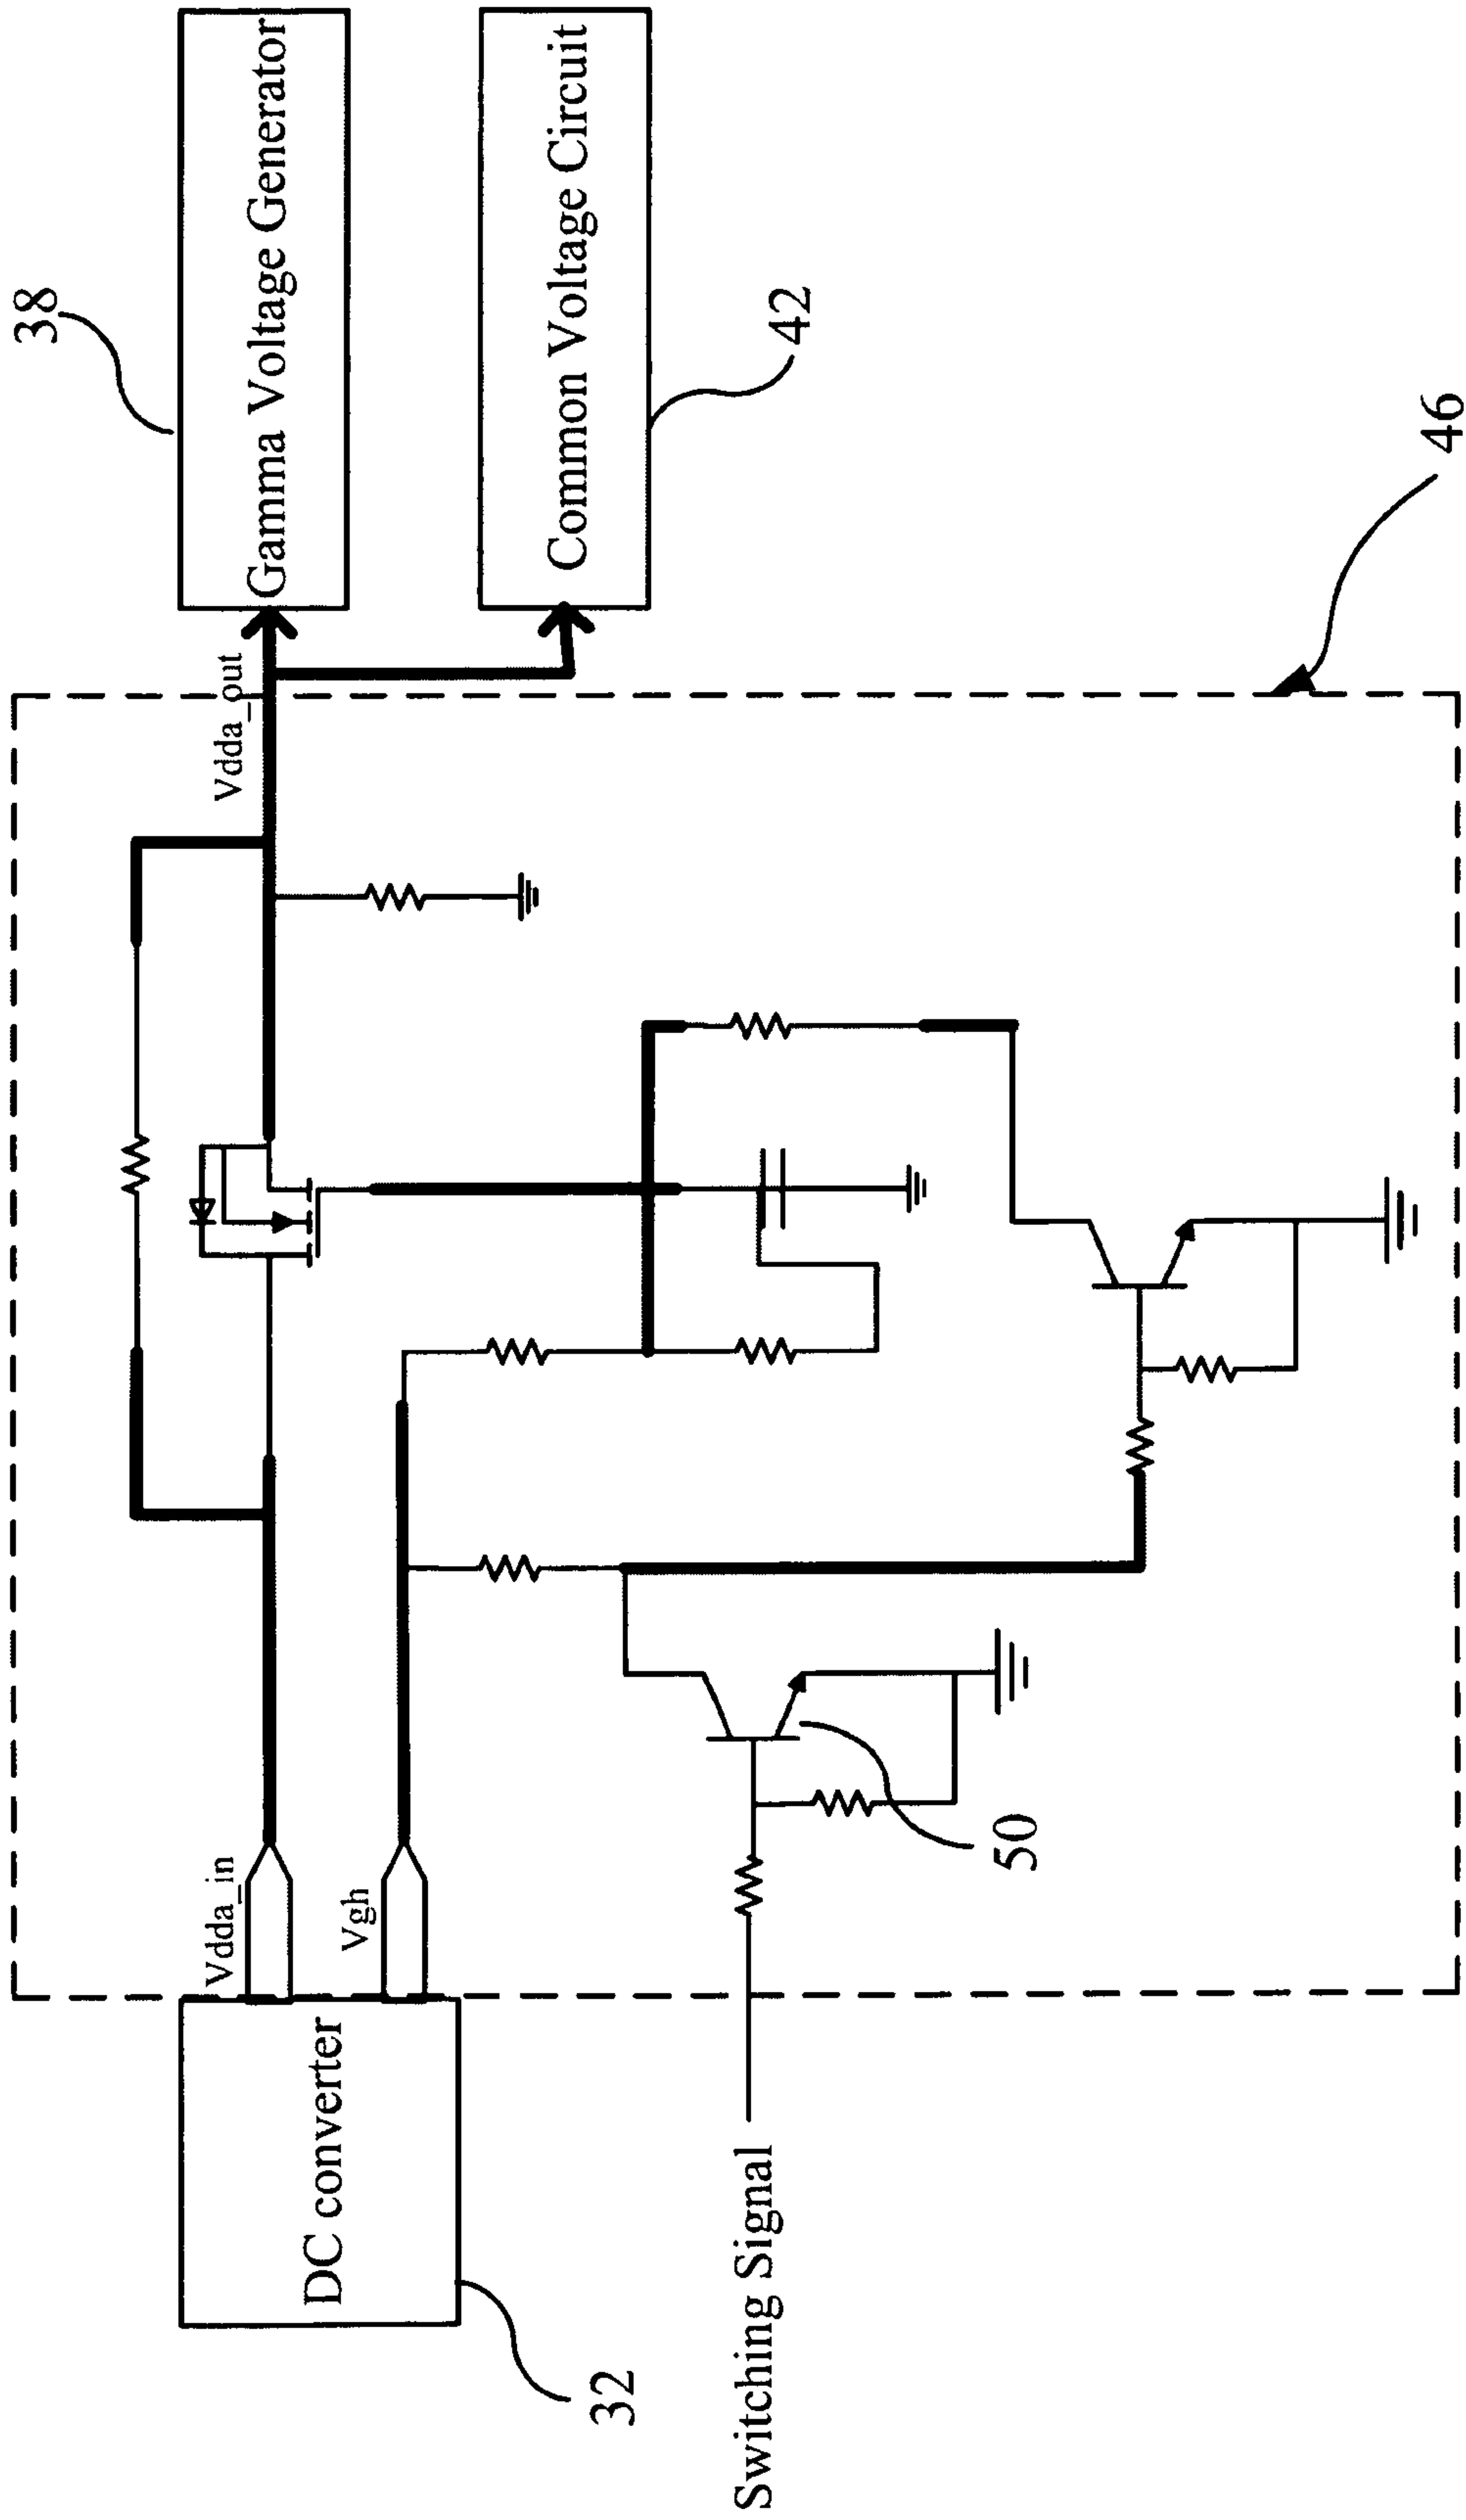 38
Gamma Voltage Generator
Vdda_out
Common Voltage Circuit
42
46
Vdda_in
Vgh
DC converter
32
50
Switching Signal